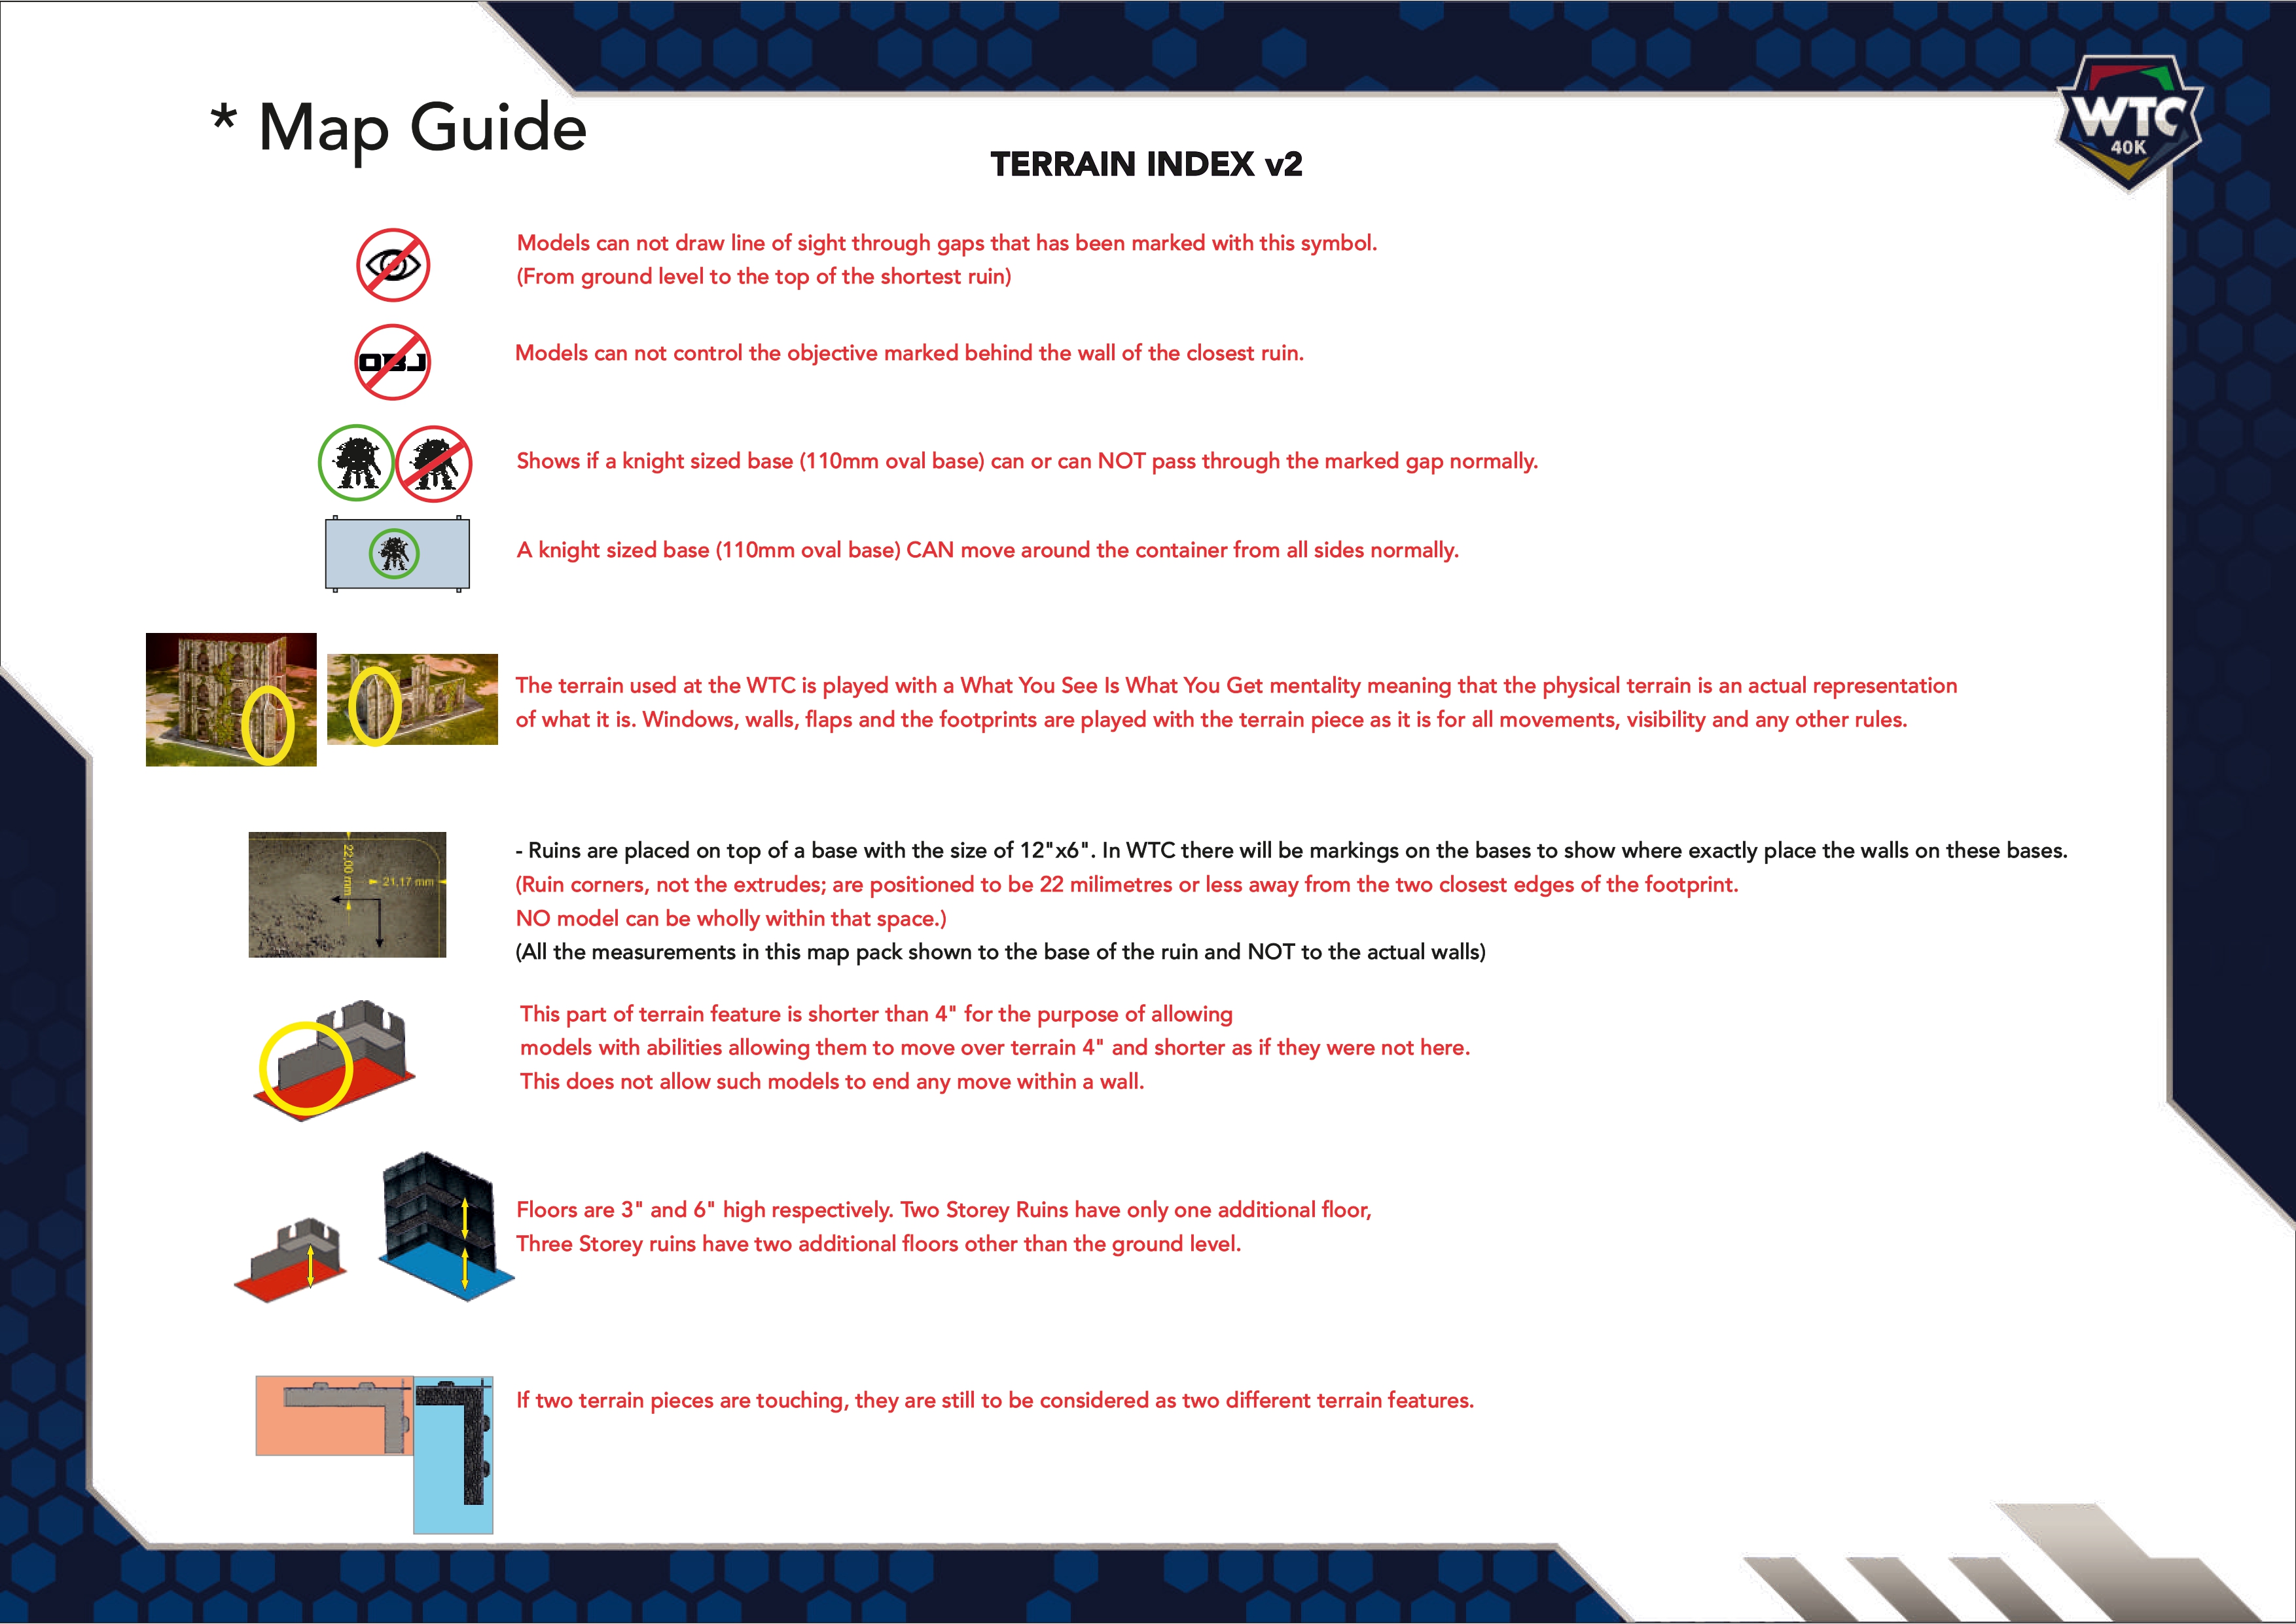 * Map Guide
WTC
40K
TERRAIN INDEX v2
Models can not draw line of sight through gaps that has been marked with this symbol.
(From ground level to the top of the shortest ruin)
OBJ
Models can not control the objective marked behind the wall of the closest ruin.
Shows if a knight sized base (110mm oval base) can or can NOT pass through the marked gap normally.
A knight sized base (110mm oval base) CAN move around the container from all sides normally.
The terrain used at the WTC is played with a What You See Is What You Get mentality meaning that the physical terrain is an actual representation
of what it is. Windows, walls, flaps and the footprints are played with the terrain piece as it is for all movements, visibility and any other rules.
22,00 mm
21,17 mm
- Ruins are placed on top of a base with the size of 12"x6". In WTC there will be markings on the bases to show where exactly place the walls on these bases.
(Ruin corners, not the extrudes; are positioned to be 22 milimetres or less away from the two closest edges of the footprint.
NO model can be wholly within that space.)
(All the measurements in this map pack shown to the base of the ruin and NOT to the actual walls)
This part of terrain feature is shorter than 4" for the purpose of allowing
models with abilities allowing them to move over terrain 4" and shorter as if they were not here.
This does not allow such models to end any move within a wall.
Floors are 3" and 6" high respectively. Two Storey Ruins have only one additional floor,
Three Storey ruins have two additional floors other than the ground level.
If two terrain pieces are touching, they are still to be considered as two different terrain features.